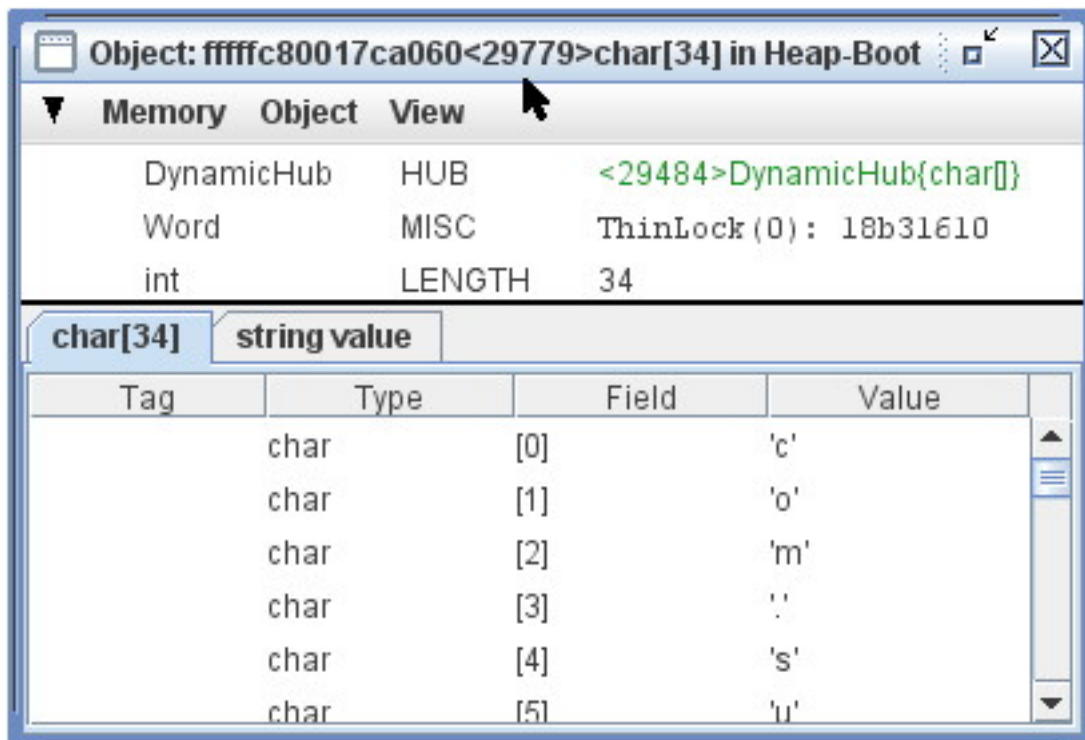 Object: fffffc80017ca060<29779>char[34] in Heap-Boot
Memory Object View
DynamicHub HUB <29484>DynamicHub{char[]}
Word MISC ThinLock(0): 18b31610
int LENGTH 34
char[34] string value
Tag Type Field Value
char [0] 'c'
char [1] 'o'
char [2] 'm'
char [3] '.'
char [4] 's'
char [5] 'u'